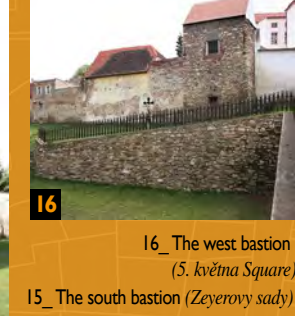 16
16_ The west bastion
(5. května Square)
15_ The south bastion (Zeyerovy sady)